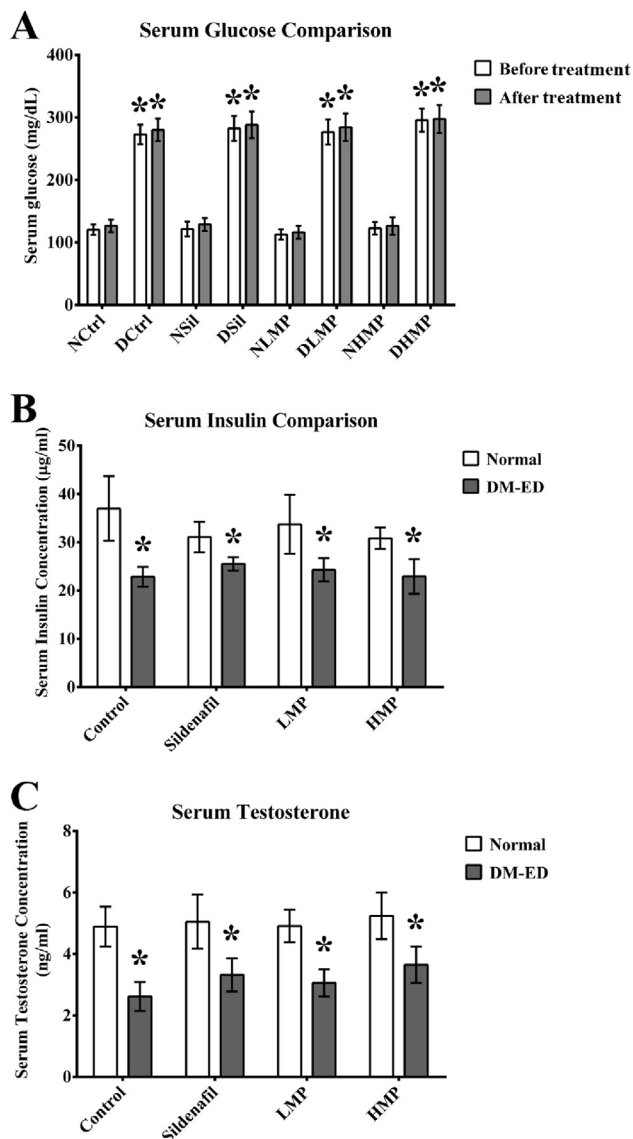 A
Serum Glucose Comparison
Serum glucose (mg/dL)
400
300
200
100
0
* * * * * * * *
NCtrl DCtrl NSil DSil NLMP DLMP NHMP DHMP
Before treatment
After treatment
B
Serum Insulin Comparison
Serum Insulin Concentration (µg/ml)
50
40
30
20
10
0
* * * *
Control Sildenafil LMP HMP
Normal
DM-ED
C
Serum Testosterone
Serum Testosterone Concentration
(ng/ml)
8
6
4
2
0
* * * *
Control Sildenafil LMP HMP
Normal
DM-ED